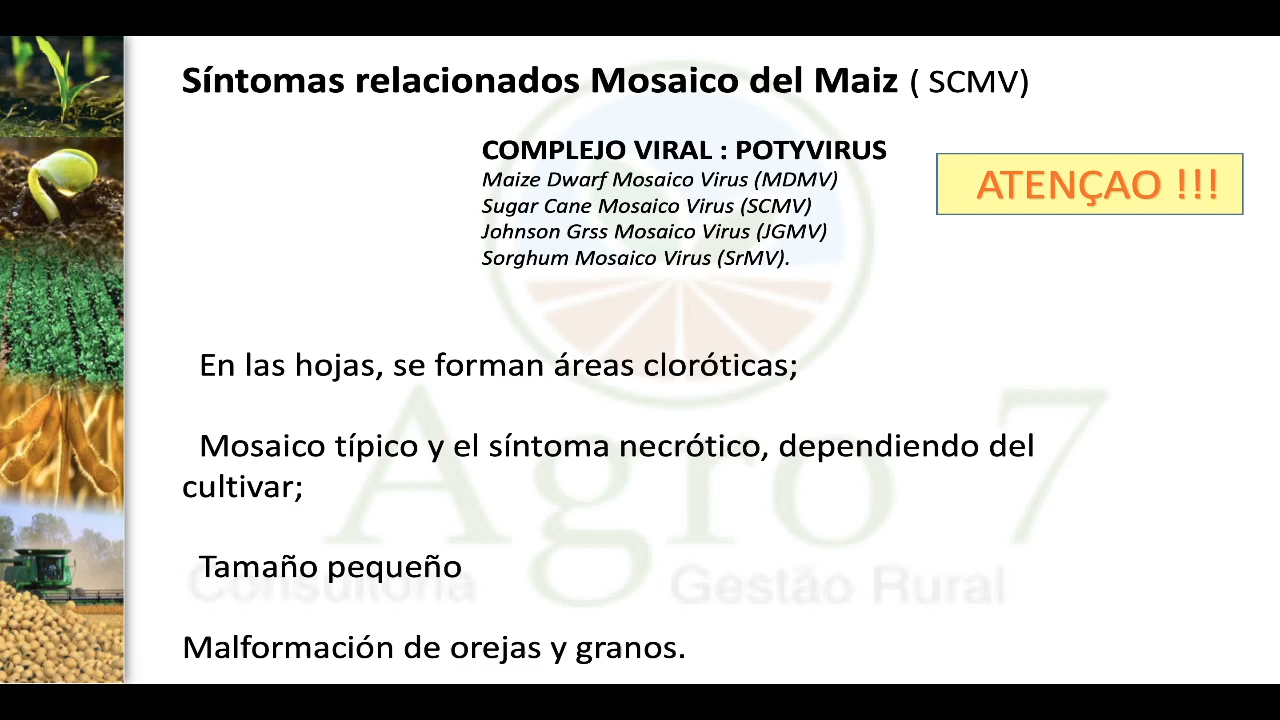 Síntomas relacionados Mosaico del Maiz ( SCMV)
COMPLEJO VIRAL : POTYVIRUS
Maize Dwarf Mosaico Virus (MDMV)
Sugar Cane Mosaico Virus (SCMV)
Johnson Grss Mosaico Virus (JGMV)
Sorghum Mosaico Virus (SrMV).
ATENÇAO !!!
En las hojas, se forman áreas cloróticas;
Mosaico típico y el síntoma necrótico, dependiendo del
cultivar;
Tamaño pequeño
Malformación de orejas y granos.
Agro 7
Consultoria Gestão Rural